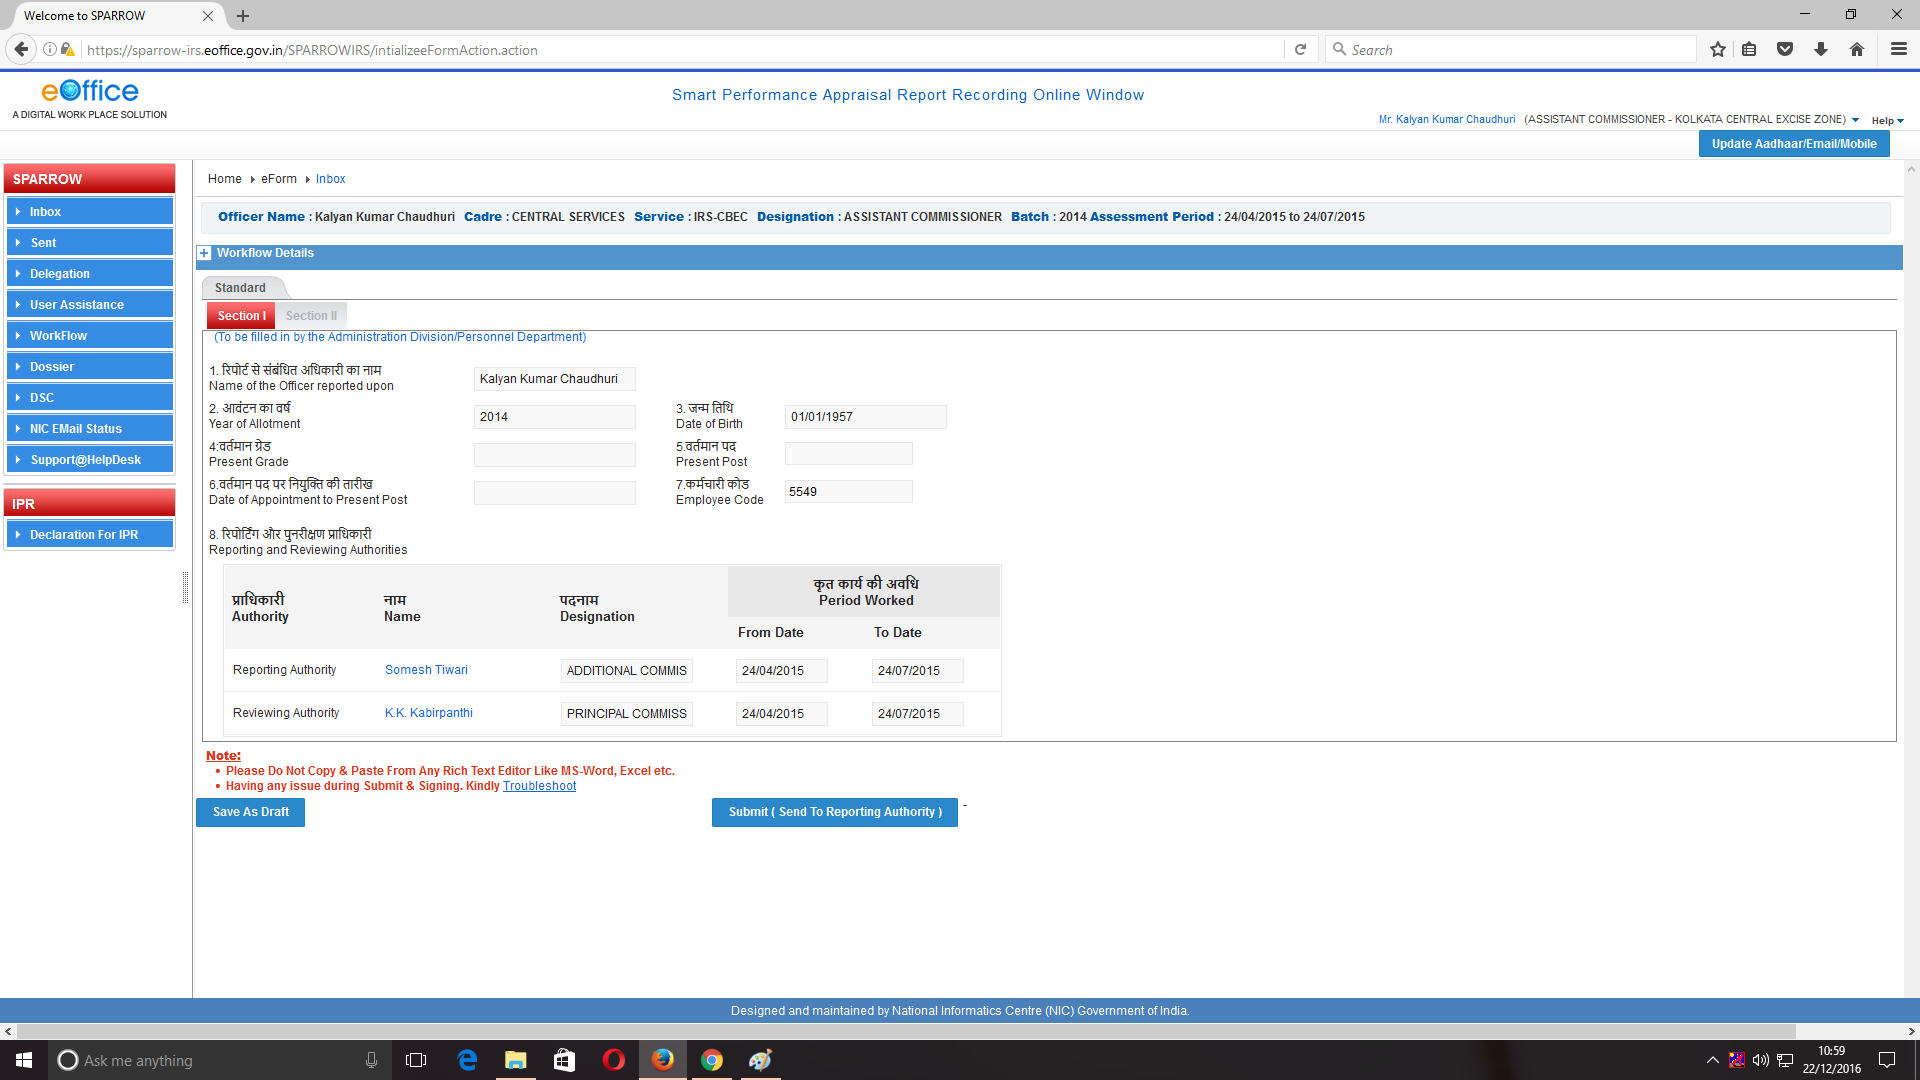 Welcome to SPARROW
https://sparrow-irs.eoffice.gov.in/SPARROWIRS/intializeeFormAction.action
Search
eOffice
A DIGITAL WORK PLACE SOLUTION
Smart Performance Appraisal Report Recording Online Window
Mr. Kalyan Kumar Chaudhuri (ASSISTANT COMMISSIONER - KOLKATA CENTRAL EXCISE ZONE) Help
Update Aadhaar/Email/Mobile
SPARROW
Inbox
Sent
Delegation
User Assistance
WorkFlow
Dossier
DSC
NIC EMail Status
Support@HelpDesk
IPR
Declaration For IPR
Home eForm Inbox
Officer Name : Kalyan Kumar Chaudhuri Cadre : CENTRAL SERVICES Service : IRS-CBEC Designation : ASSISTANT COMMISSIONER Batch : 2014 Assessment Period : 24/04/2015 to 24/07/2015
Workflow Details
Standard
Section I Section II
(To be filled in by the Administration Division/Personnel Department)
1. रिपोर्ट से संबंधित अधिकारी का नाम
Name of the Officer reported upon
Kalyan Kumar Chaudhuri
2. आवंटन का वर्ष
Year of Allotment
2014
3. जन्म तिथि
Date of Birth
01/01/1957
4:वर्तमान ग्रेड
Present Grade
5.वर्तमान पद
Present Post
6.वर्तमान पद पर नियुक्ति की तारीख
Date of Appointment to Present Post
7.कर्मचारी कोड
Employee Code
5549
8. रिपोर्टिंग और पुनरीक्षण प्राधिकारी
Reporting and Reviewing Authorities
प्राधिकारी
Authority
नाम
Name
पदनाम
Designation
कृत कार्य की अवधि
Period Worked
From Date To Date
Reporting Authority Somesh Tiwari ADDITIONAL COMMIS 24/04/2015 24/07/2015
Reviewing Authority K.K. Kabirpanthi PRINCIPAL COMMISS 24/04/2015 24/07/2015
Note:
• Please Do Not Copy & Paste From Any Rich Text Editor Like MS-Word, Excel etc.
• Having any issue during Submit & Signing. Kindly Troubleshoot
Save As Draft Submit ( Send To Reporting Authority ) -
Designed and maintained by National Informatics Centre (NIC) Government of India.
Ask me anything
10:59
22/12/2016